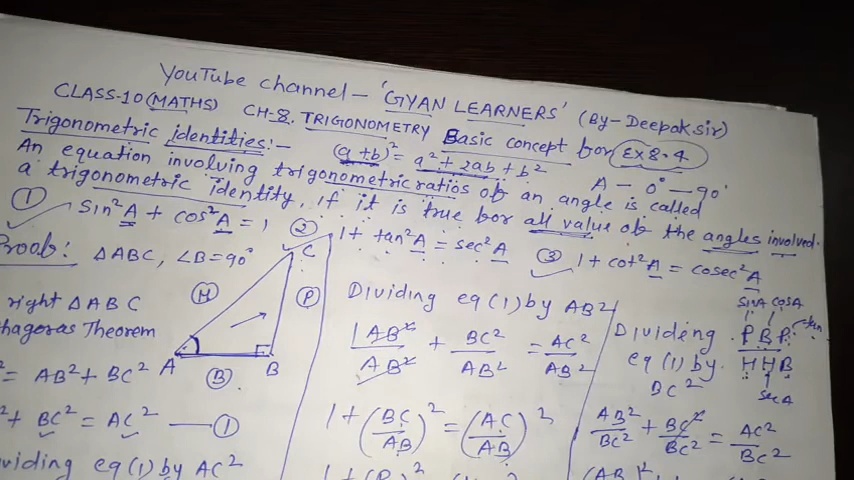 YouTube channel - 'GYAN LEARNERS' (By-Deepak sir)
CLASS-10 (MATHS) CH-8. TRIGONOMETRY Basic concept for Ex 8.4
Trigonometric identities:-
(a+b)² = a² + 2ab + b²
A - 0° - 90°
An equation involving trigonometric ratios of an angle is called
a trigonometric identity, if it is true for all value of the angles involved.
① sin²A + cos²A = 1
② 1 + tan²A = sec²A
③ 1 + cot²A = cosec²A
Proof: ΔABC, ∠B=90°
right ΔABC
Theorem
= AB² + BC²
+ BC² = AC² — ①
eq (1) by AC²
C
H
P
A
B
B
Dividing eq (1) by AB²
AB²/AB² + BC²/AB² = AC²/AB²
1 + (BC/AB)² = (AC/AB)²
Dividing
eq (1) by
BC²
sinA cosA
P B P tan
H H B
secA
AB²/BC² + BC²/BC² = AC²/BC²